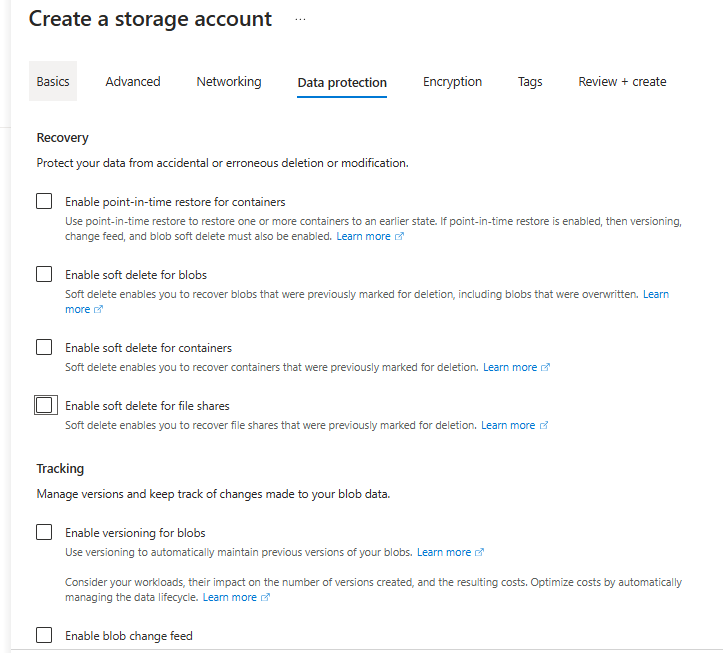 Create a storage account ...
Basics Advanced Networking Data protection Encryption Tags Review + create
Recovery
Protect your data from accidental or erroneous deletion or modification.
Enable point-in-time restore for containers
Use point-in-time restore to restore one or more containers to an earlier state. If point-in-time restore is enabled, then versioning,
change feed, and blob soft delete must also be enabled. Learn more
Enable soft delete for blobs
Soft delete enables you to recover blobs that were previously marked for deletion, including blobs that were overwritten. Learn
more
Enable soft delete for containers
Soft delete enables you to recover containers that were previously marked for deletion. Learn more
Enable soft delete for file shares
Soft delete enables you to recover file shares that were previously marked for deletion. Learn more
Tracking
Manage versions and keep track of changes made to your blob data.
Enable versioning for blobs
Use versioning to automatically maintain previous versions of your blobs. Learn more
Consider your workloads, their impact on the number of versions created, and the resulting costs. Optimize costs by automatically
managing the data lifecycle. Learn more
Enable blob change feed